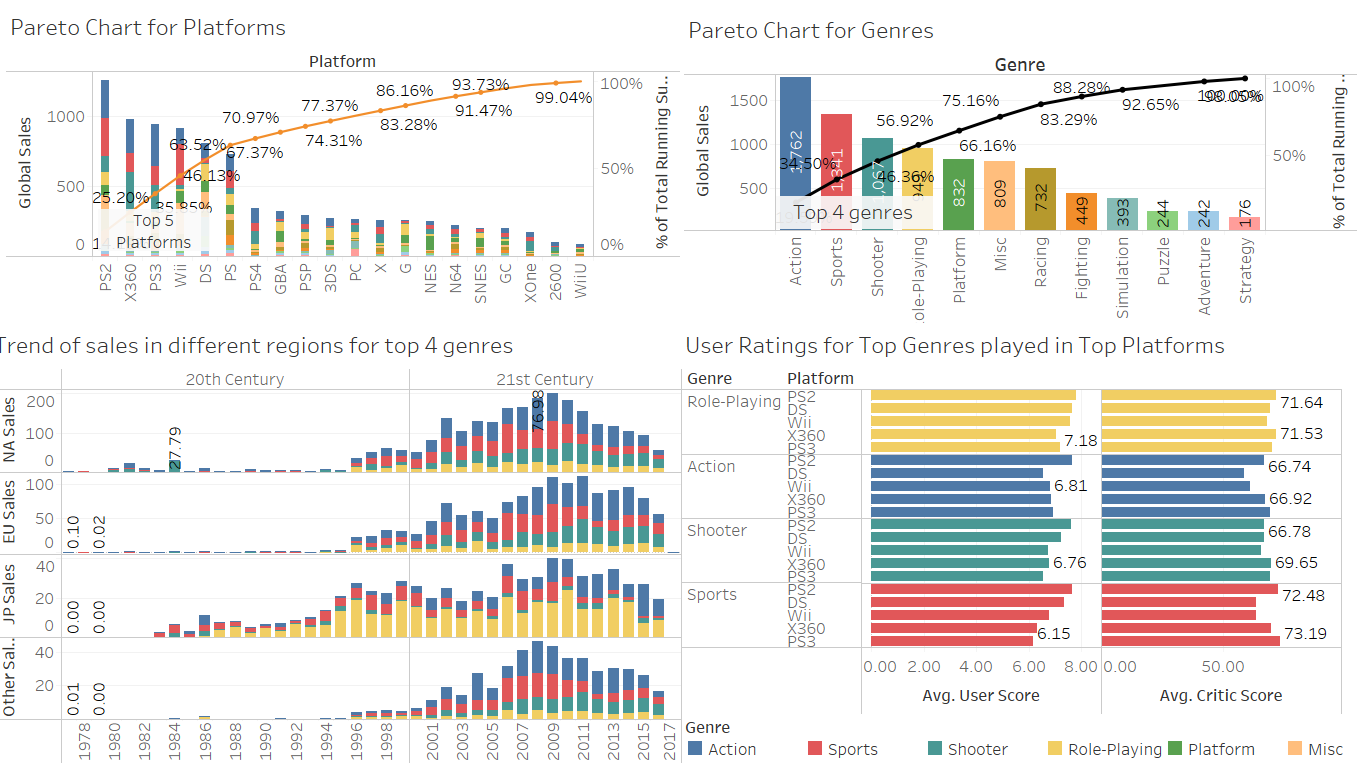 Pareto Chart for Platforms
Platform
Global Sales
1000
500
0
25.20%
35.85%
46.13%
63.52%
67.37%
70.97%
74.31%
77.37%
83.28%
86.16%
91.47%
93.73%
99.04%
Top 5
Platforms
100%
50%
0%
% of Total Running Su..
PS2
X360
PS3
Wii
DS
PS
PS4
GBA
PSP
3DS
PC
X
G
NES
N64
SNES
GC
XOne
2600
WiiU
Pareto Chart for Genres
Genre
Global Sales
1500
1000
500
34.50%
46.36%
56.92%
66.16%
75.16%
83.29%
88.28%
92.65%
100.00%
832
809
732
449
393
244
242
176
Top 4 genres
100%
50%
% of Total Running ..
Action
Sports
Shooter
ole-Playing
Platform
Misc
Racing
Fighting
Simulation
Puzzle
Adventure
Strategy
Trend of sales in different regions for top 4 genres
20th Century
21st Century
NA Sales
200
100
0
27.79
76.98
EU Sales
100
50
0
0.10
0.02
JP Sales
40
20
0
0.00
0.00
Other Sal..
40
20
0.01
0.00
1978
1980
1982
1984
1986
1988
1990
1992
1994
1996
1998
2001
2003
2005
2007
2009
2011
2013
2015
2017
User Ratings for Top Genres played in Top Platforms
Genre
Platform
Role-Playing
PS2
71.64
DS
Wii
X360
7.18
71.53
PS3
Action
PS2
66.74
DS
Wii
6.81
X360
66.92
PS3
Shooter
PS2
66.78
DS
Wii
X360
6.76
69.65
PS3
Sports
PS2
72.48
DS
Wii
X360
6.15
73.19
PS3
0.00 2.00 4.00 6.00 8.00
0.00 50.00
Avg. User Score
Avg. Critic Score
Genre
Action
Sports
Shooter
Role-Playing
Platform
Misc